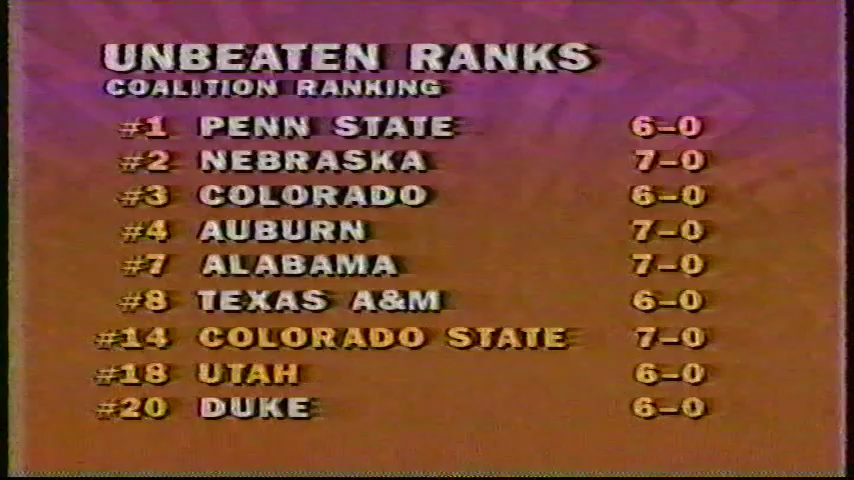 UNBEATEN RANKS
COALITION RANKING
#1 PENN STATE 6-0
#2 NEBRASKA 7-0
#3 COLORADO 6-0
#4 AUBURN 7-0
#7 ALABAMA 7-0
#8 TEXAS A&M 6-0
#14 COLORADO STATE 7-0
#18 UTAH 6-0
#20 DUKE 6-0